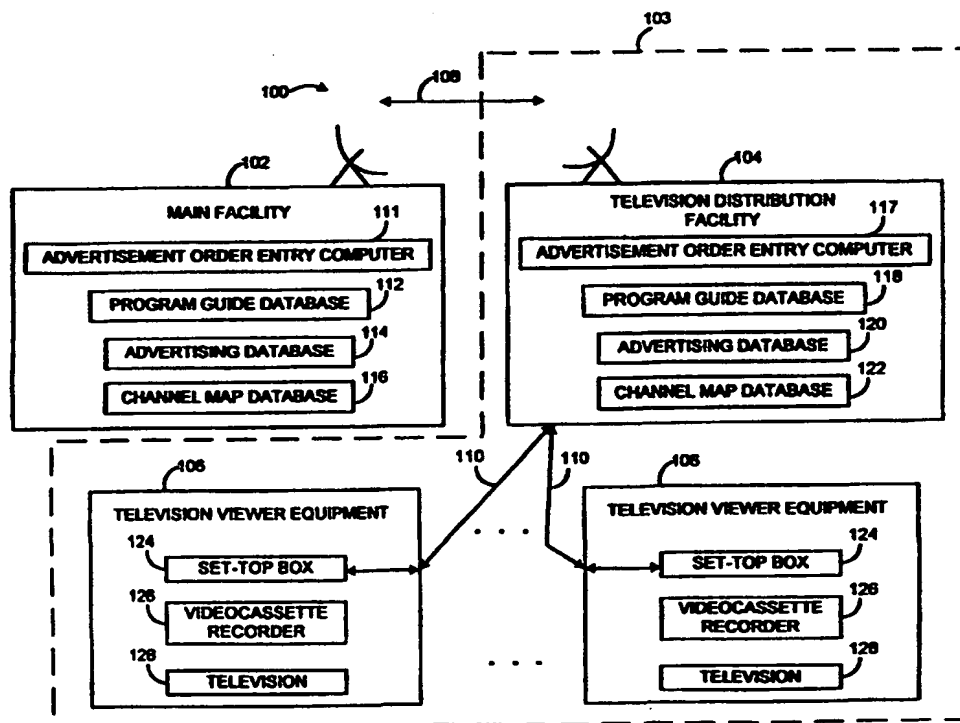 103
108
100
102
104
MAIN FACILITY
111
ADVERTISEMENT ORDER ENTRY COMPUTER
112
PROGRAM GUIDE DATABASE
114
ADVERTISING DATABASE
116
CHANNEL MAP DATABASE
TELEVISION DISTRIBUTION
FACILITY
117
ADVERTISEMENT ORDER ENTRY COMPUTER
118
PROGRAM GUIDE DATABASE
120
ADVERTISING DATABASE
122
CHANNEL MAP DATABASE
110
110
106
TELEVISION VIEWER EQUIPMENT
124
SET-TOP BOX
126
VIDEOCASSETTE
RECORDER
128
TELEVISION
. . .
. . .
106
TELEVISION VIEWER EQUIPMENT
124
SET-TOP BOX
126
VIDEOCASSETTE
RECORDER
128
TELEVISION